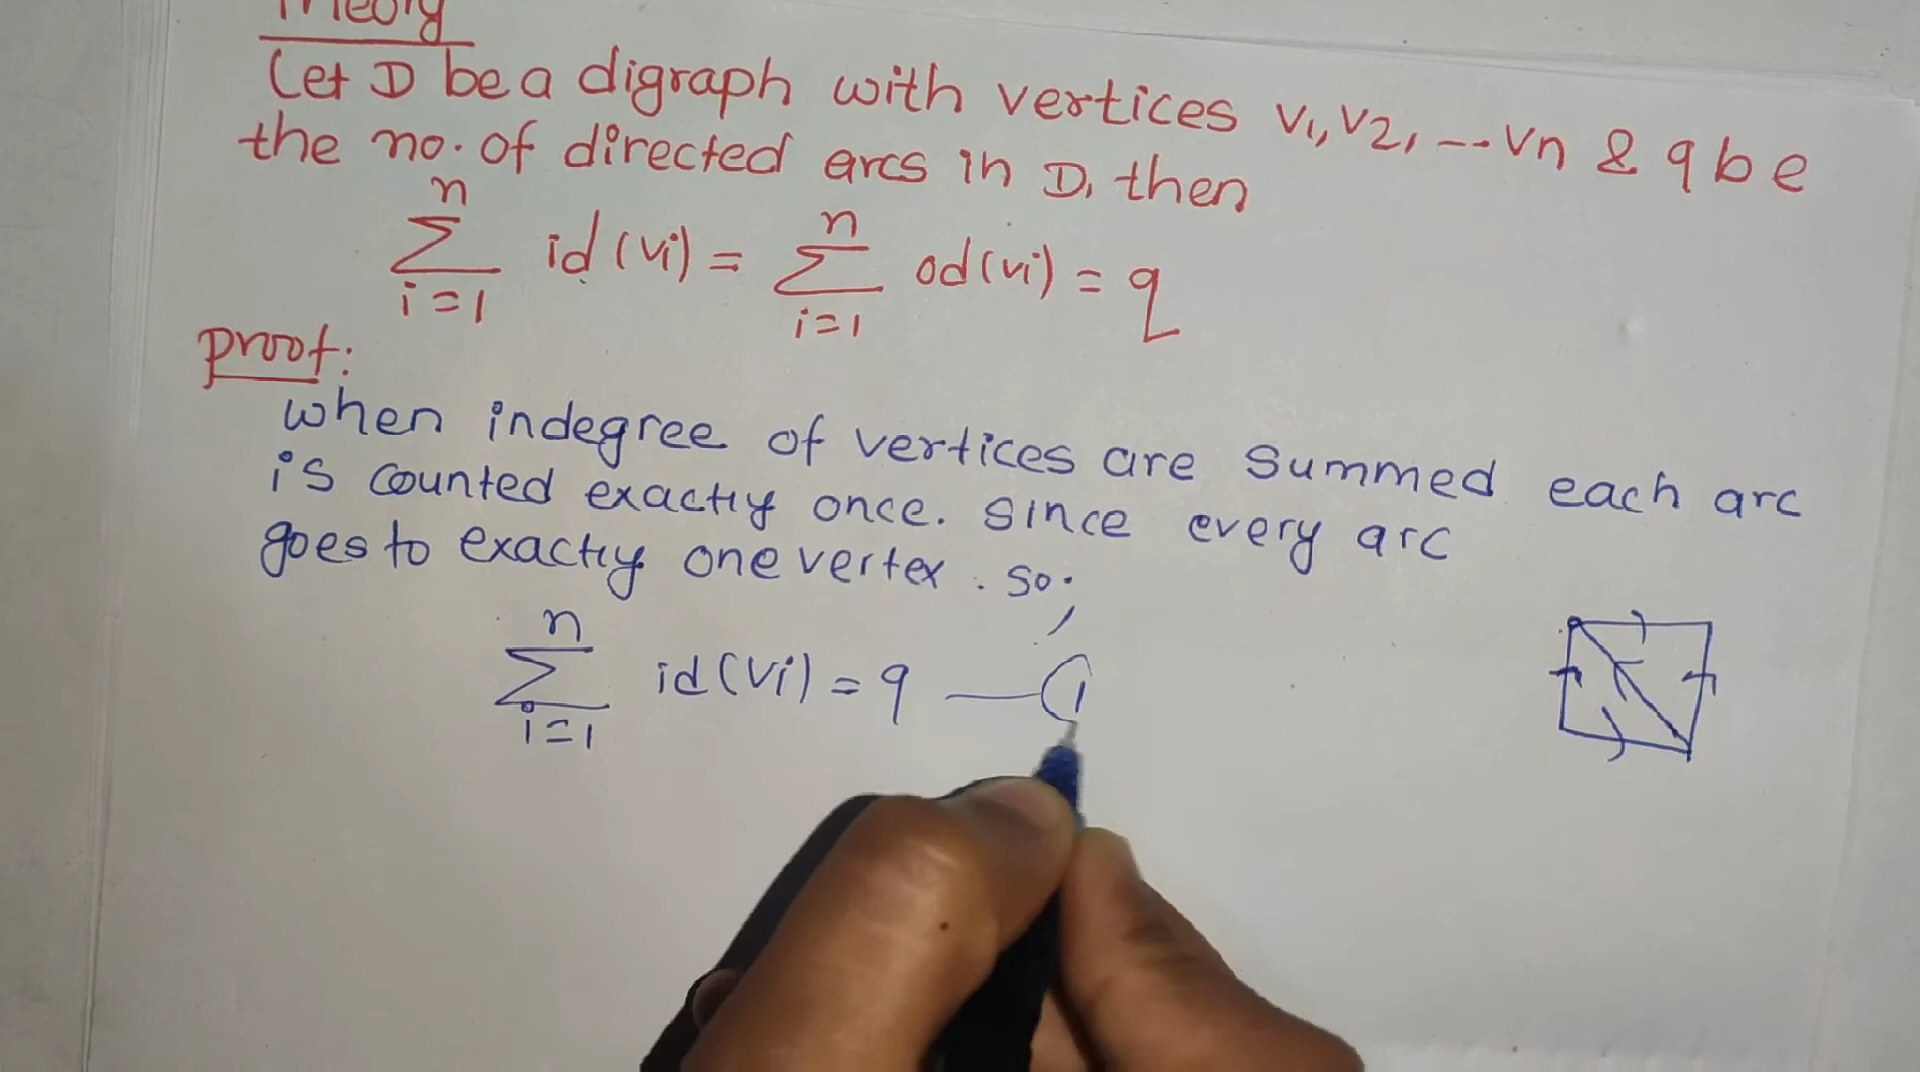 Theory
Let D be a digraph with vertices v1, v2, --- vn & q be
the no. of directed arcs in D, then
n
Σ id (vi) = n Σ od (vi) = q
i=1 i=1
Proof:
when indegree of vertices are summed each arc
is counted exactly once. since every arc
goes to exactly one vertex. so,
n
Σ id (vi) = q — 1
i=1